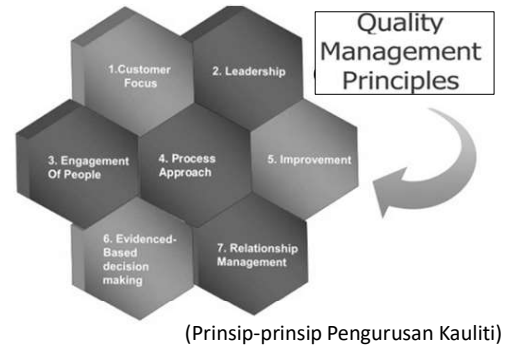 Quality
Management
Principles
1.Customer
Focus
2. Leadership
3. Engagement
Of People
4. Process
Approach
5. Improvement
6. Evidenced-
Based
decision
making
7. Relationship
Management
(Prinsip-prinsip Pengurusan Kauliti)